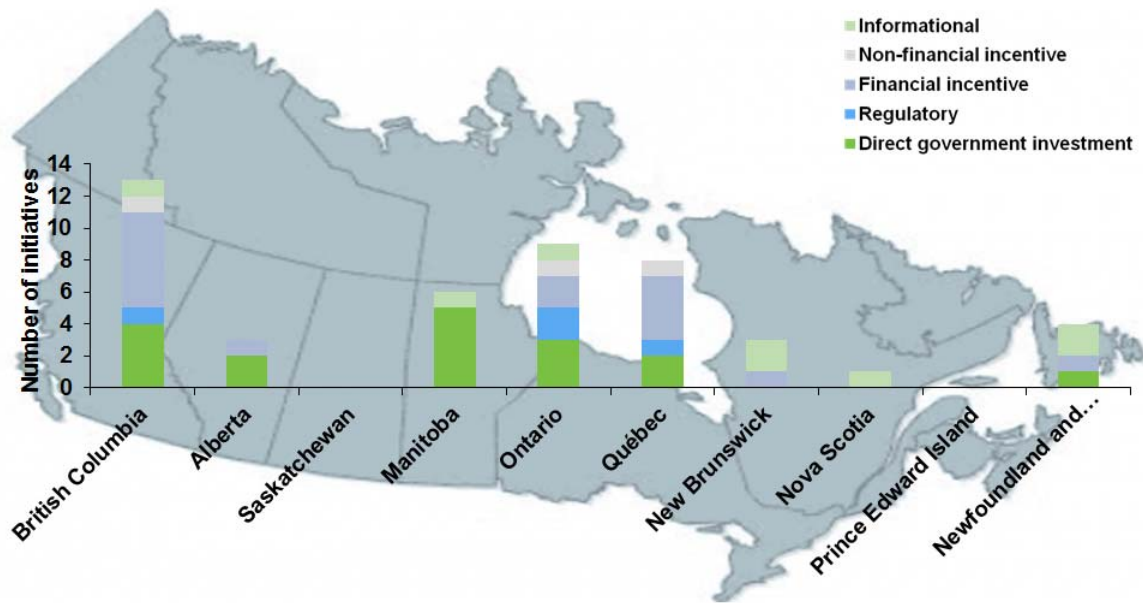 Informational
Non-financial incentive
Financial incentive
Regulatory
Direct government investment
Number of initiatives
14
12
10
8
6
4
2
0
British Columbia
Alberta
Saskatchewan
Manitoba
Ontario
Québec
New Brunswick
Nova Scotia
Prince Edward Island
Newfoundland and...